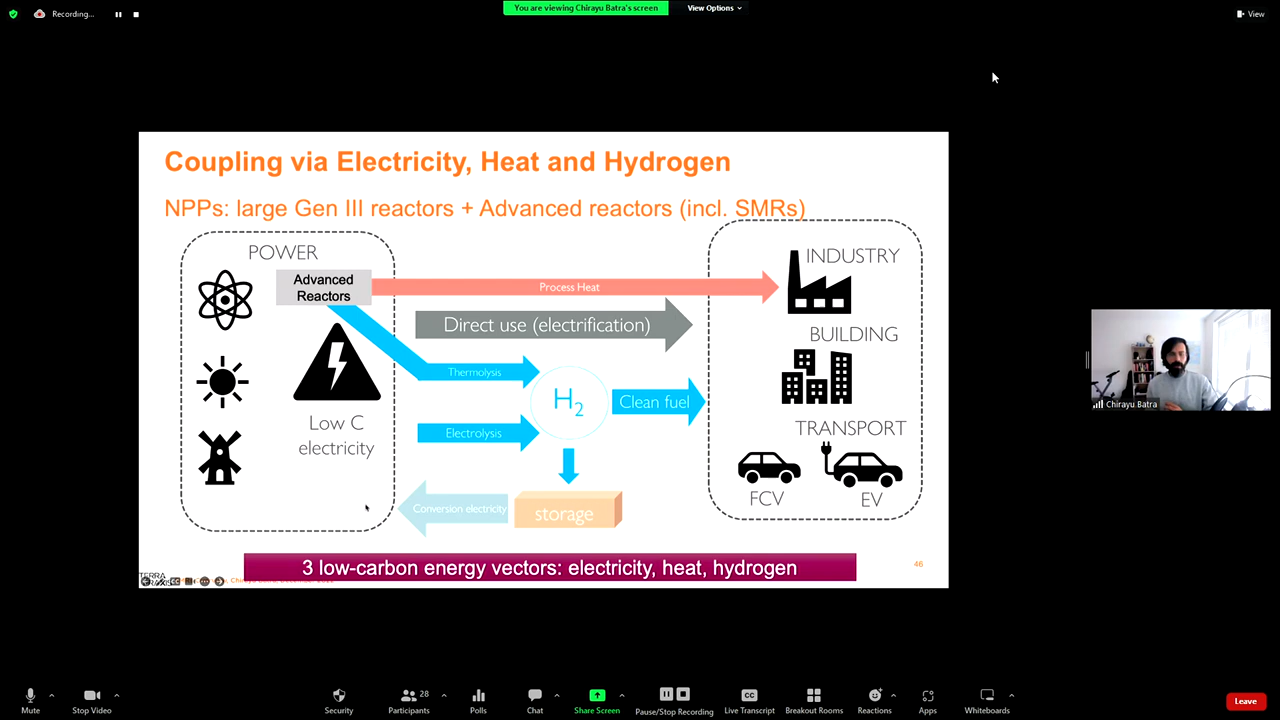 Recording...
You are viewing Chirayu Batra's screen
View Options
View
Coupling via Electricity, Heat and Hydrogen
NPPs: large Gen III reactors + Advanced reactors (incl. SMRs)
POWER
Advanced
Reactors
Process Heat
INDUSTRY
Direct use (electrification)
BUILDING
Thermolysis
H2
Clean fuel
Low C
electricity
Electrolysis
TRANSPORT
FCV
EV
Conversion electricity
storage
3 low-carbon energy vectors: electricity, heat, hydrogen
46
TERRA
Chirayu Batra
Mute
Stop Video
Security
Participants
28
Polls
Chat
Share Screen
Pause/Stop Recording
CC
Live Transcript
Breakout Rooms
Reactions
Apps
Whiteboards
Leave